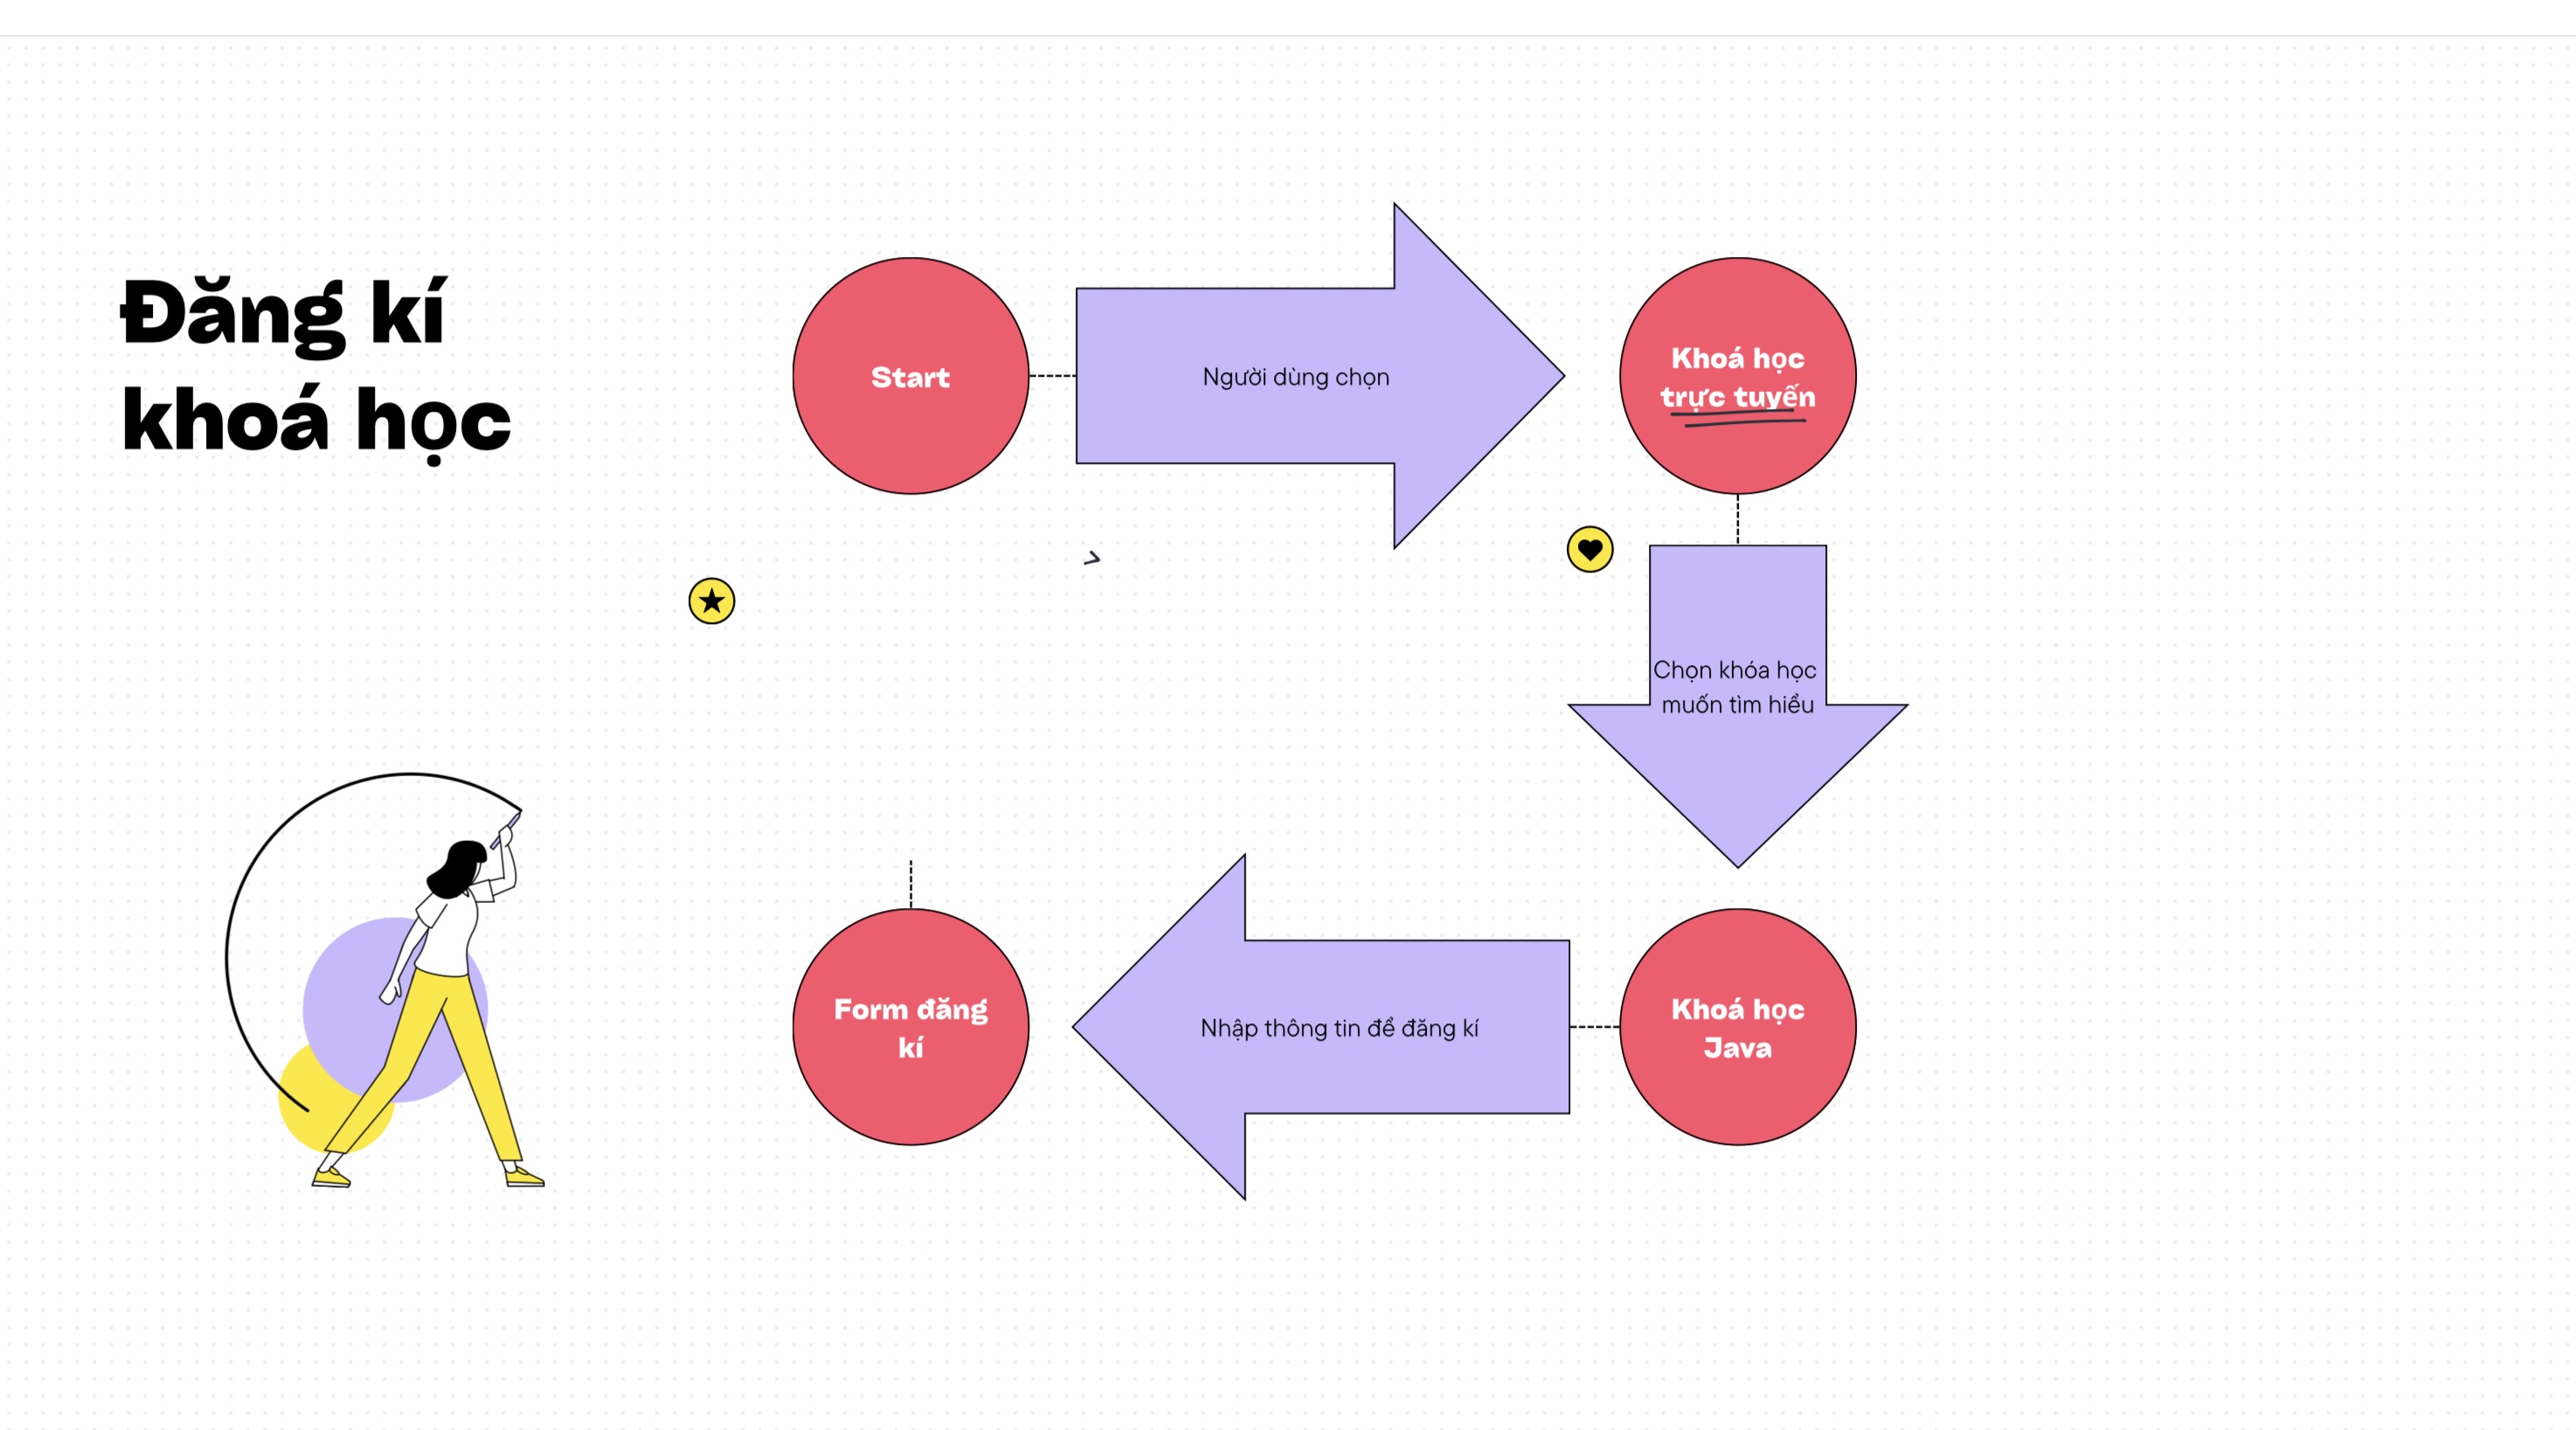 Đăng kí
khoá học
Start
Người dùng chọn
Khoá học
trực tuyến
Chọn khóa học
muốn tìm hiểu
Khoá học
Java
Nhập thông tin để đăng kí
Form đăng
kí